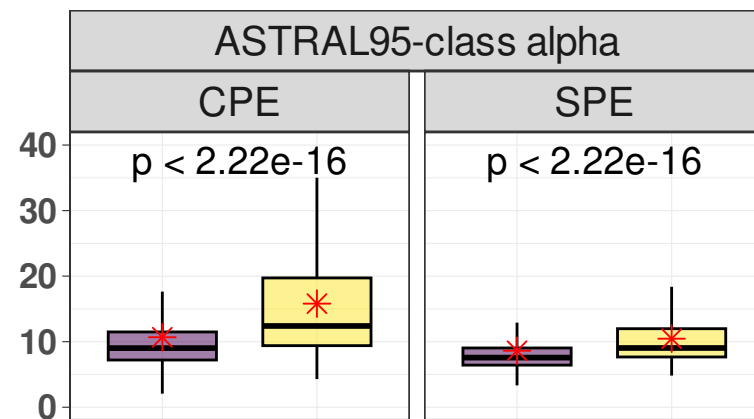 ASTRAL95-class alpha
CPE SPE
p < 2.22e-16 p < 2.22e-16
40
30
20
10
0